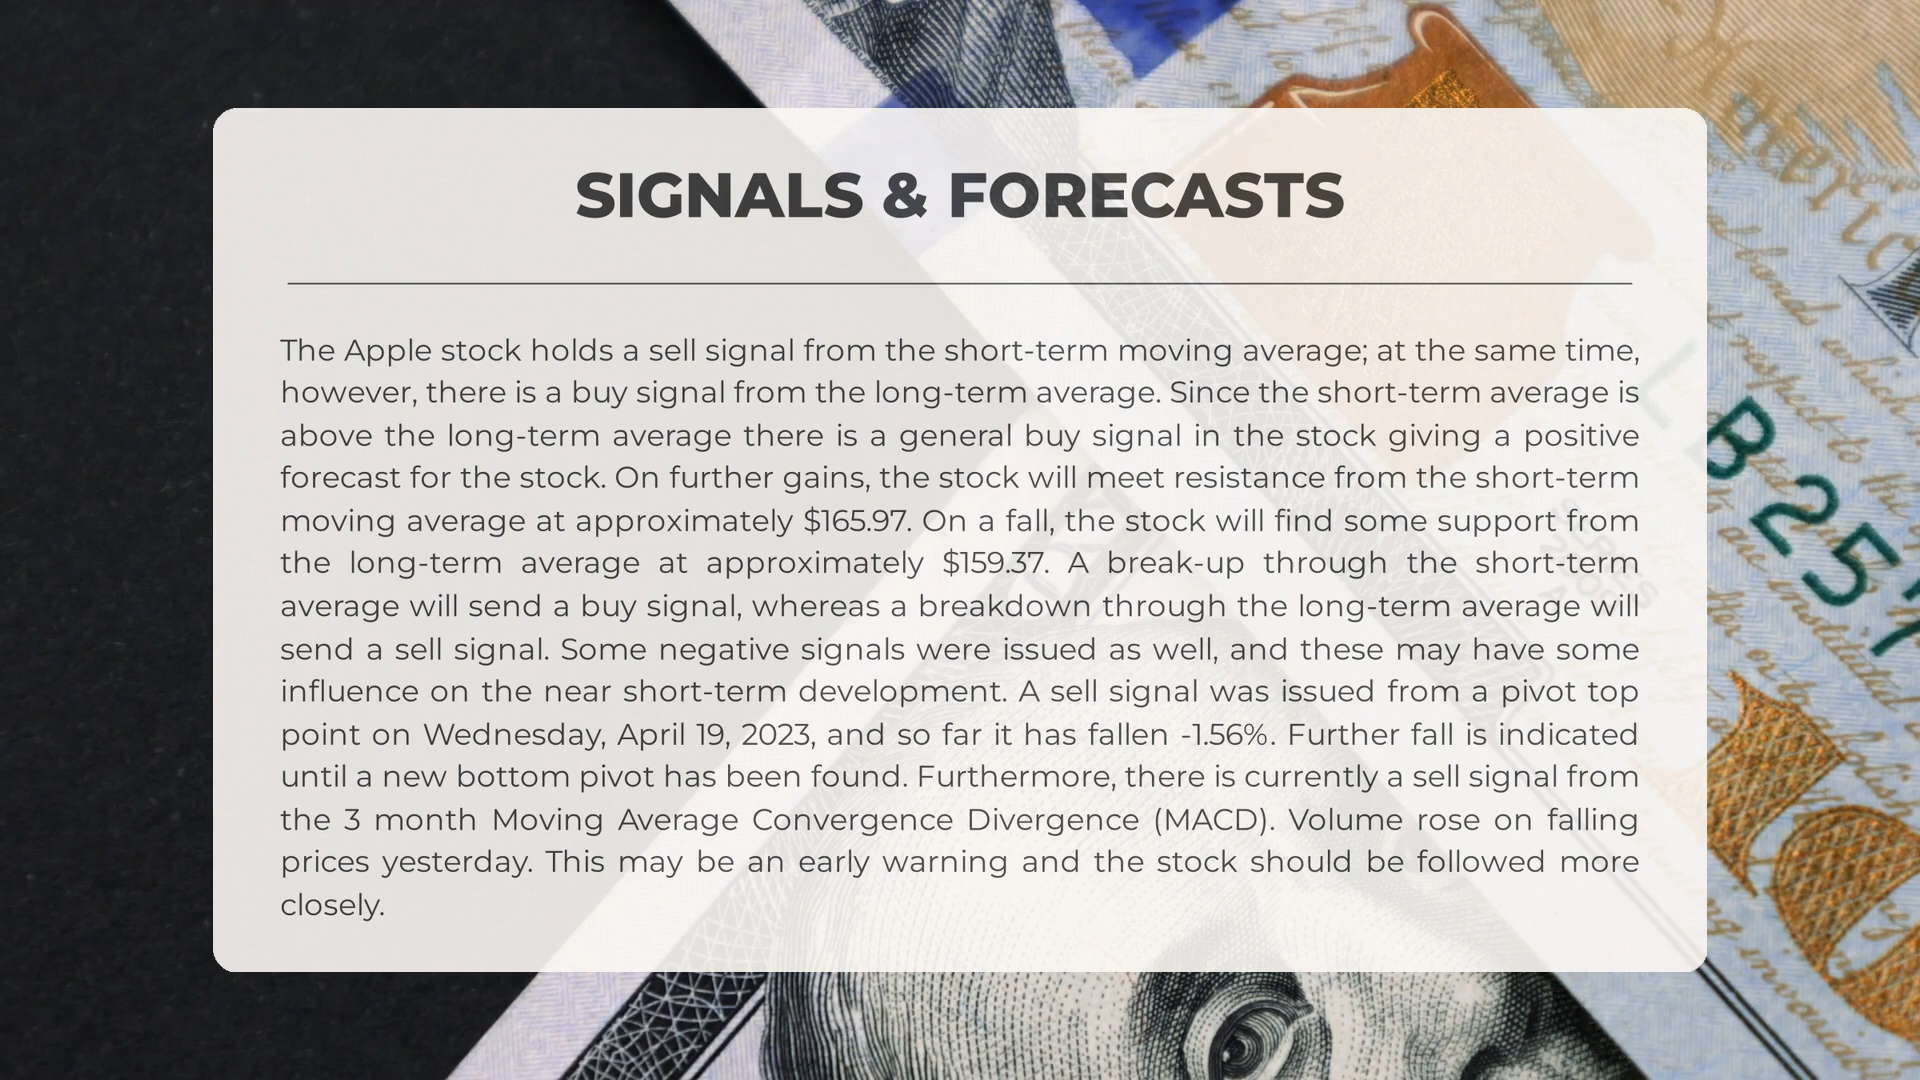 SIGNALS & FORECASTS
The Apple stock holds a sell signal from the short-term moving average; at the same time,
however, there is a buy signal from the long-term average. Since the short-term average is
above the long-term average there is a general buy signal in the stock giving a positive
forecast for the stock. On further gains, the stock will meet resistance from the short-term
moving average at approximately $165.97. On a fall, the stock will find some support from
the long-term average at approximately $159.37. A break-up through the short-term
average will send a buy signal, whereas a breakdown through the long-term average will
send a sell signal. Some negative signals were issued as well, and these may have some
influence on the near short-term development. A sell signal was issued from a pivot top
point on Wednesday, April 19, 2023, and so far it has fallen -1.56%. Further fall is indicated
until a new bottom pivot has been found. Furthermore, there is currently a sell signal from
the 3 month Moving Average Convergence Divergence (MACD). Volume rose on falling
prices yesterday. This may be an early warning and the stock should be followed more
closely.
LB25